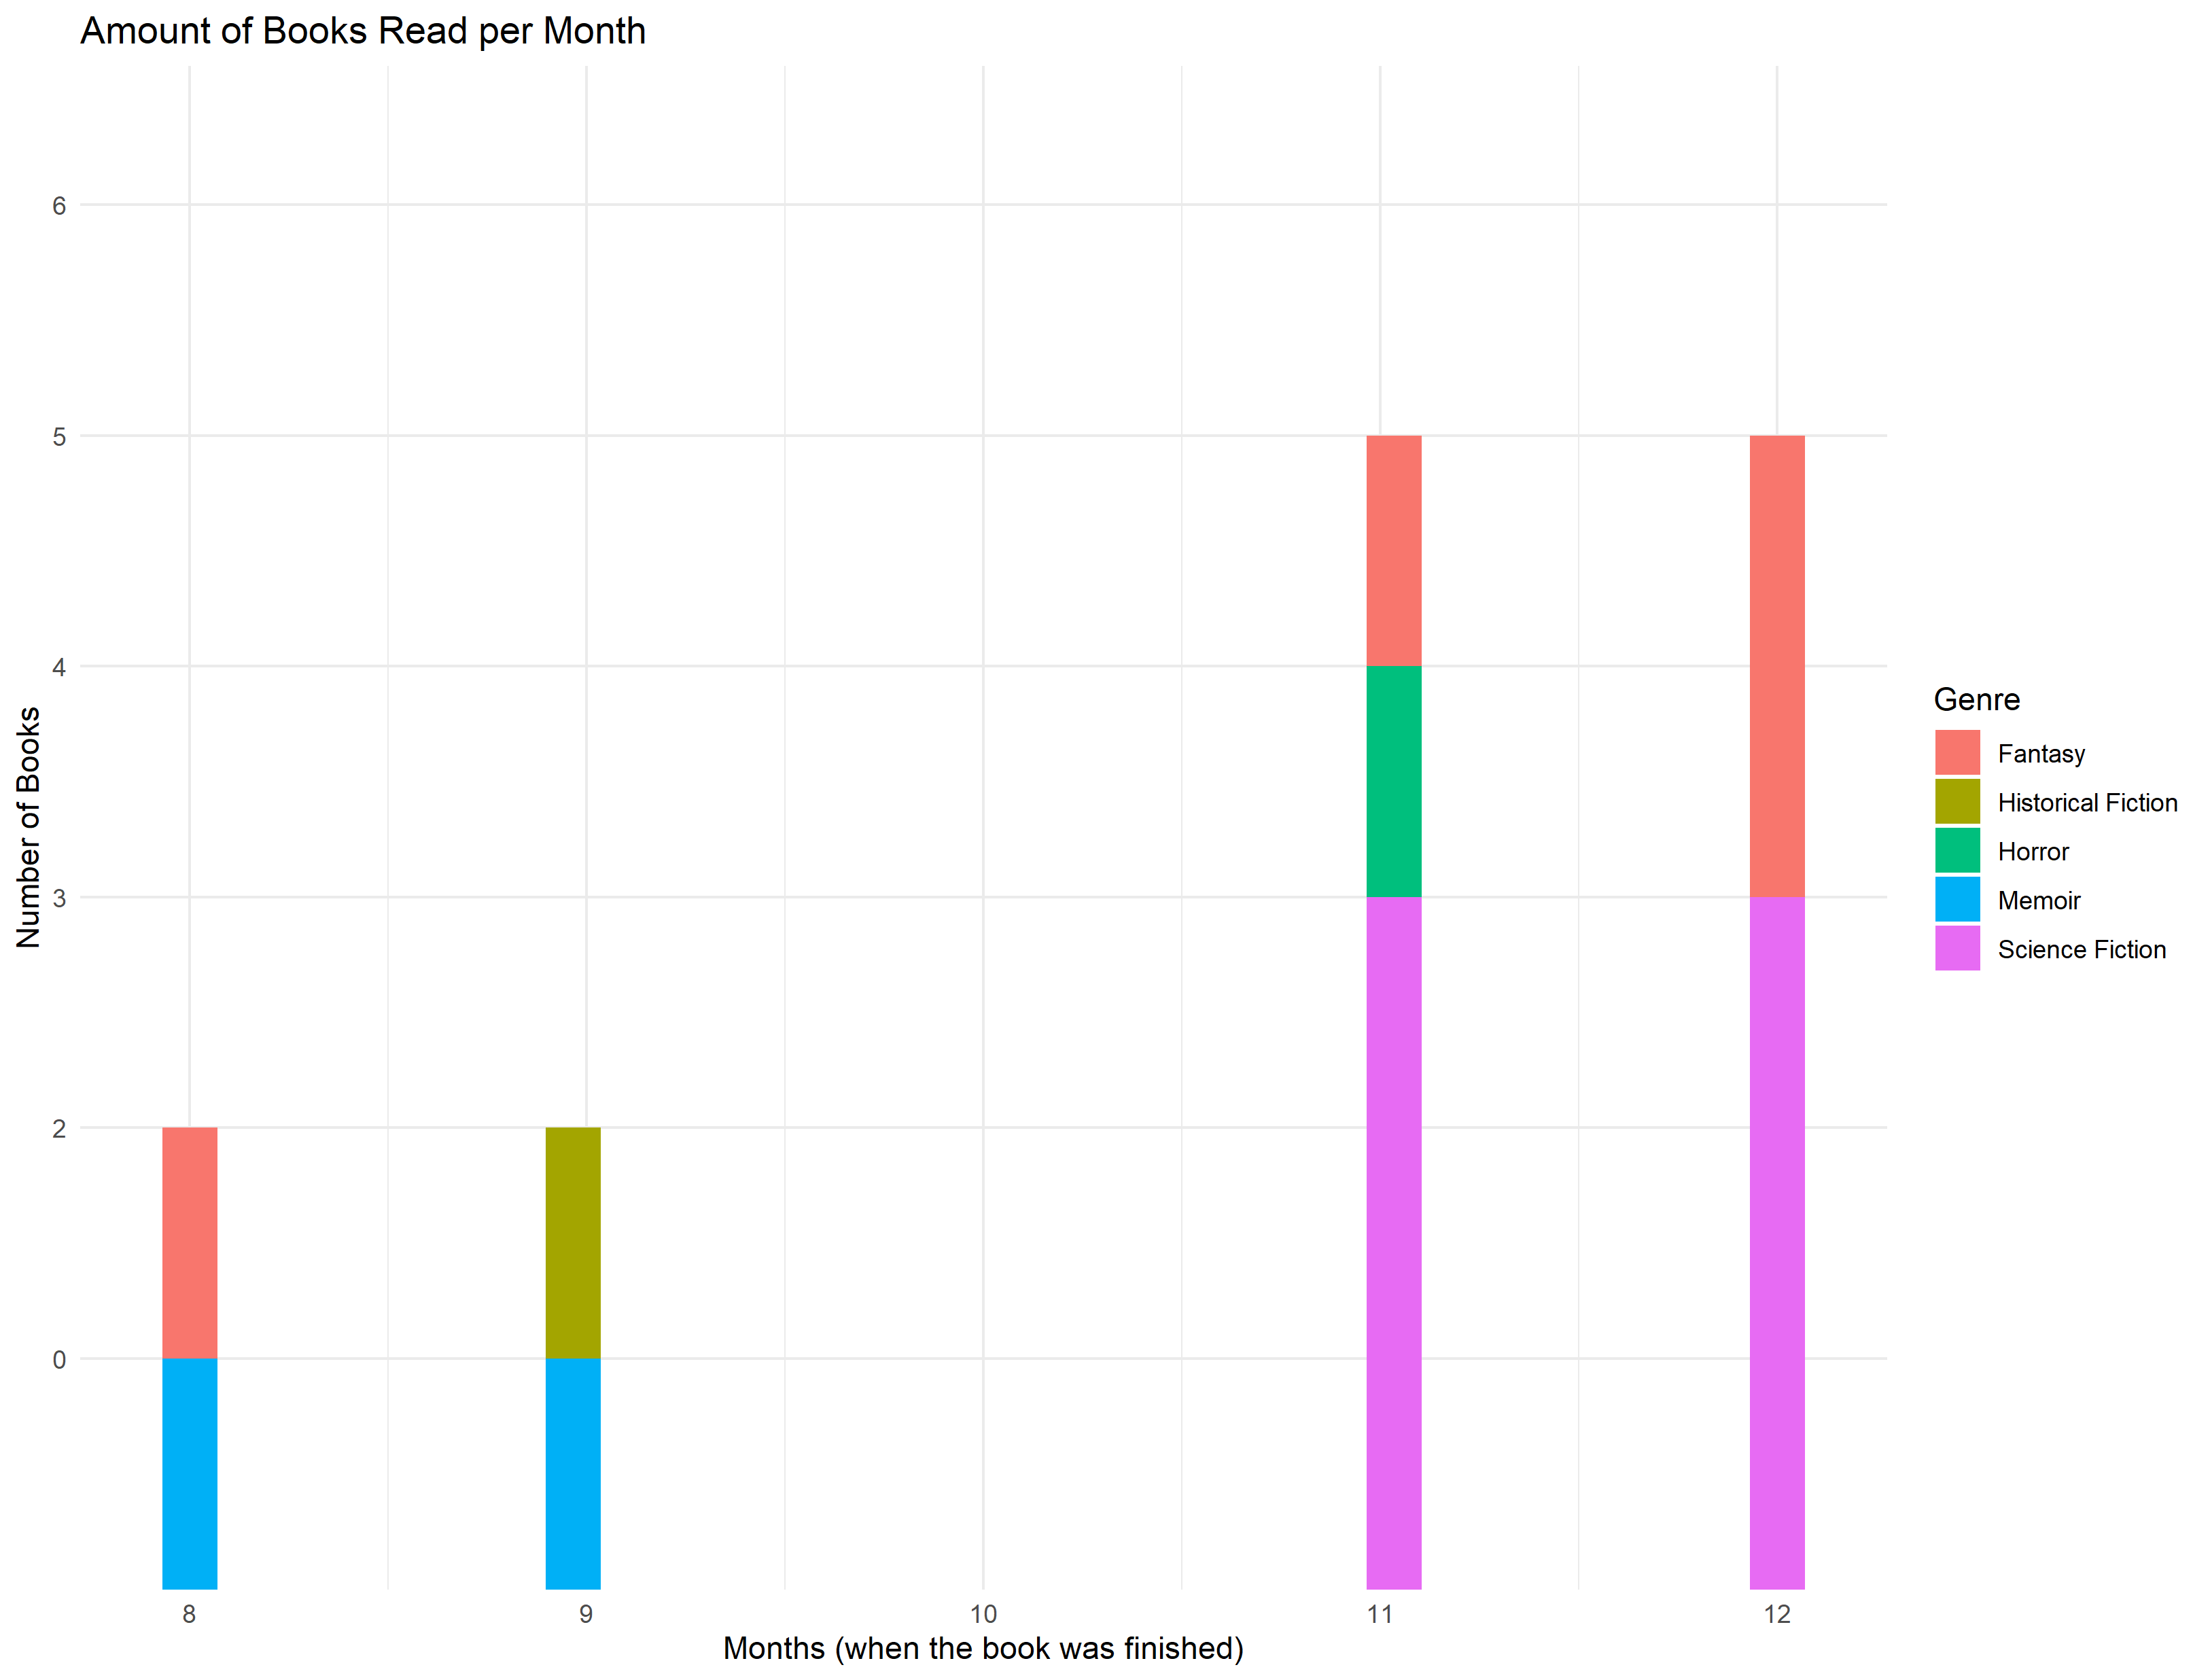 Amount of Books Read per Month
Number of Books
6
5
4
3
2
0
8
9
10
11
12
Months (when the book was finished)
Genre
Fantasy
Historical Fiction
Horror
Memoir
Science Fiction